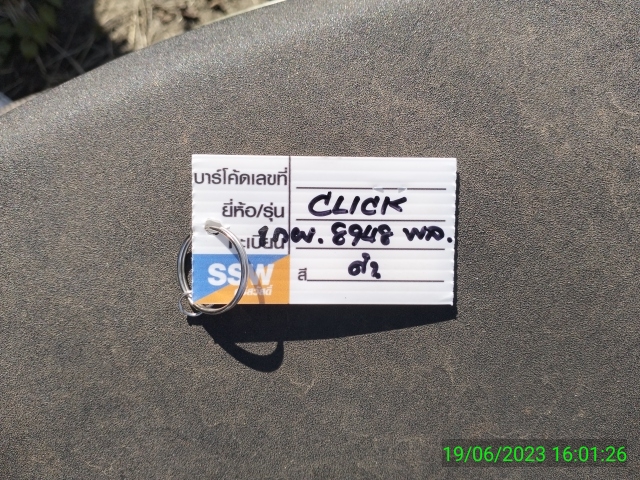 บาร์โค้ดเลขที่
ยี่ห้อ/รุ่น CLICK
ทะเบียน 1กผ. 8948 พล.
SSW สี ดำ
19/06/2023 16:01:26